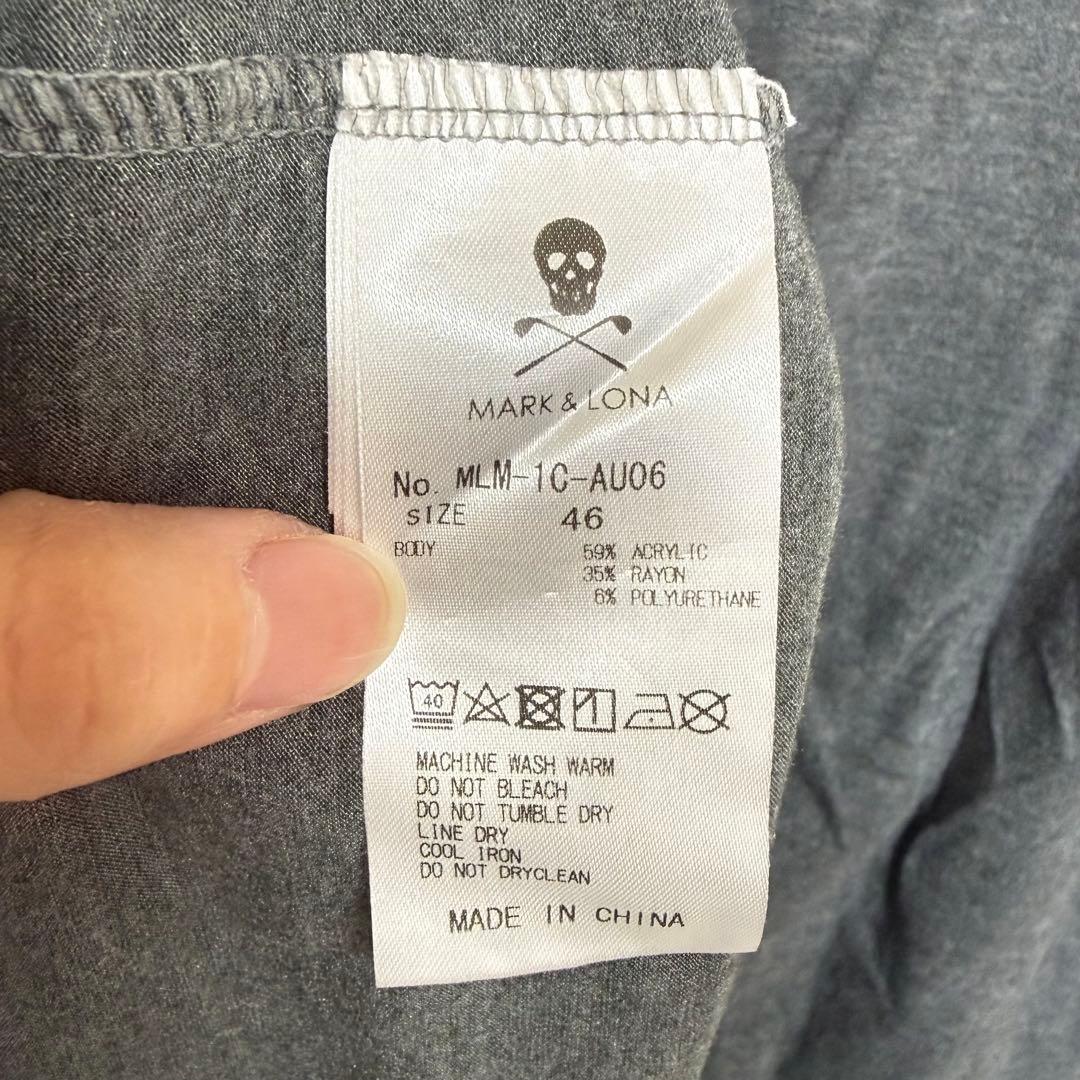 MARK & LONA
No. MLM-1C-AU06
SIZE 46
BODY 59% ACRYLIC
35% RAYON
6% POLYURETHANE
40
MACHINE WASH WARM
DO NOT BLEACH
DO NOT TUMBLE DRY
LINE DRY
COOL IRON
DO NOT DRYCLEAN
MADE IN CHINA